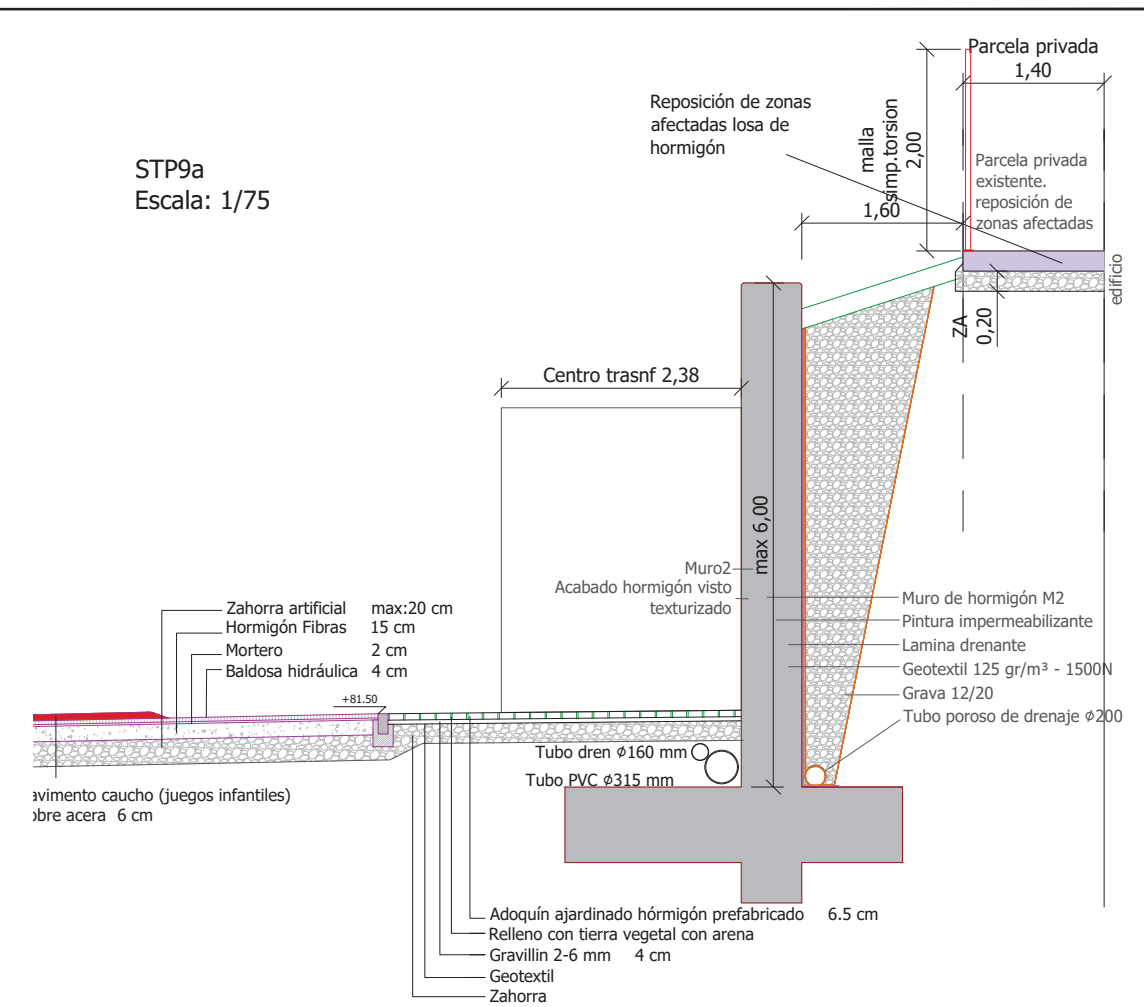 Parcela privada
1,40
Reposición de zonas
afectadas losa de
hormigón
malla
simp.torsion
2,00
STP9a
Escala: 1/75
Parcela privada
existente.
reposición de
zonas afectadas
1,60
edificio
ZA
0,20
Centro trasnf 2,38
max 6,00
Muro2
Acabado hormigón visto
texturizado
Muro de hormigón M2
Pintura impermeabilizante
Lamina drenante
Geotextil 125 gr/m³ - 1500N
Grava 12/20
Tubo poroso de drenaje ∅200
Zahorra artificial max:20 cm
Hormigón Fibras 15 cm
Mortero 2 cm
Baldosa hidráulica 4 cm
+81.50
Tubo dren ∅160 mm
Tubo PVC ∅315 mm
avimento caucho (juegos infantiles)
obre acera 6 cm
Adoquín ajardinado hórmigón prefabricado 6.5 cm
Relleno con tierra vegetal con arena
Gravillin 2-6 mm 4 cm
Geotextil
Zahorra